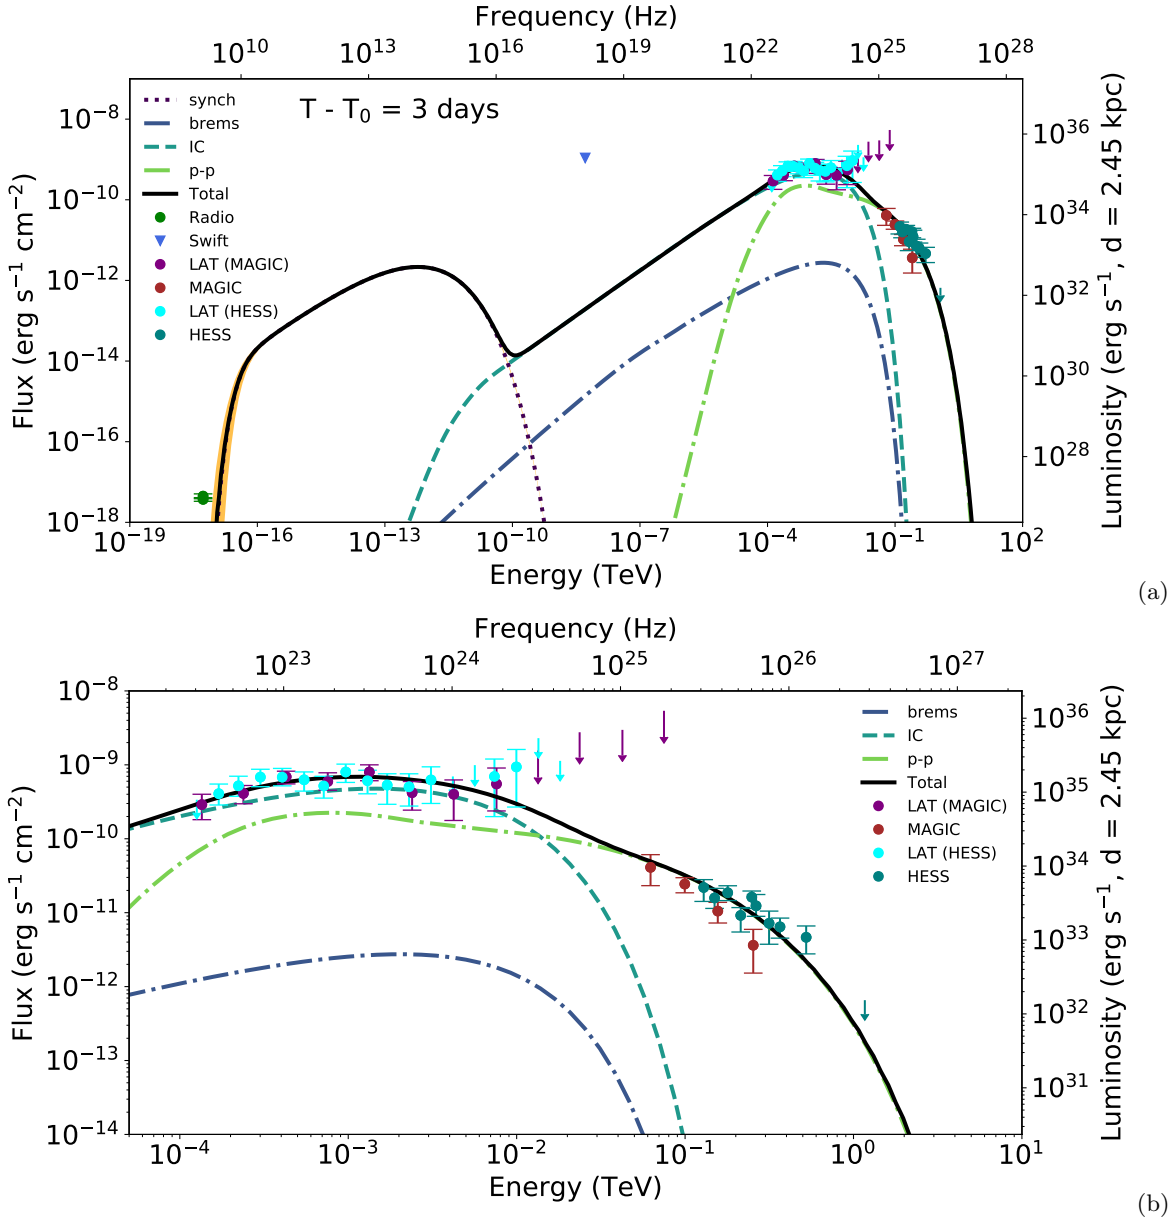 Frequency (Hz)
10^10 10^13 10^16 10^19 10^22 10^25 10^28
T - T_0 = 3 days
synch
brems
IC
p-p
Total
Radio
Swift
LAT (MAGIC)
MAGIC
LAT (HESS)
HESS
Flux (erg s^−1 cm^−2)
10^−8
10^−10
10^−12
10^−14
10^−16
10^−18
10^36
10^34
10^32
10^30
10^28
Luminosity (erg s^−1, d = 2.45 kpc)
10^−19 10^−16 10^−13 10^−10 10^−7 10^−4 10^−1 10^2
Energy (TeV)
(a)
Frequency (Hz)
10^23 10^24 10^25 10^26 10^27
brems
IC
p-p
Total
LAT (MAGIC)
MAGIC
LAT (HESS)
HESS
Flux (erg s^−1 cm^−2)
10^−8
10^−9
10^−10
10^−11
10^−12
10^−13
10^−14
10^36
10^35
10^34
10^33
10^32
10^31
Luminosity (erg s^−1, d = 2.45 kpc)
10^−4 10^−3 10^−2 10^−1 10^0 10^1
Energy (TeV)
(b)